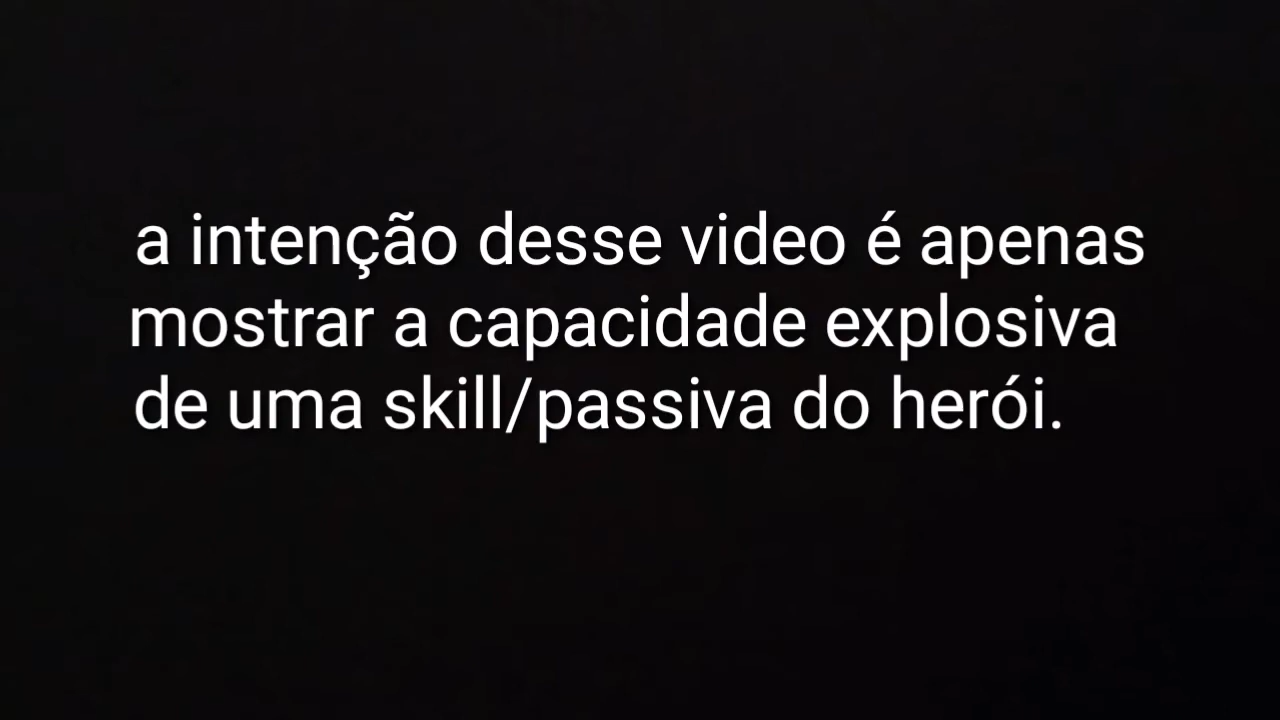 a intenção desse video é apenas
mostrar a capacidade explosiva
de uma skill/passiva do herói.